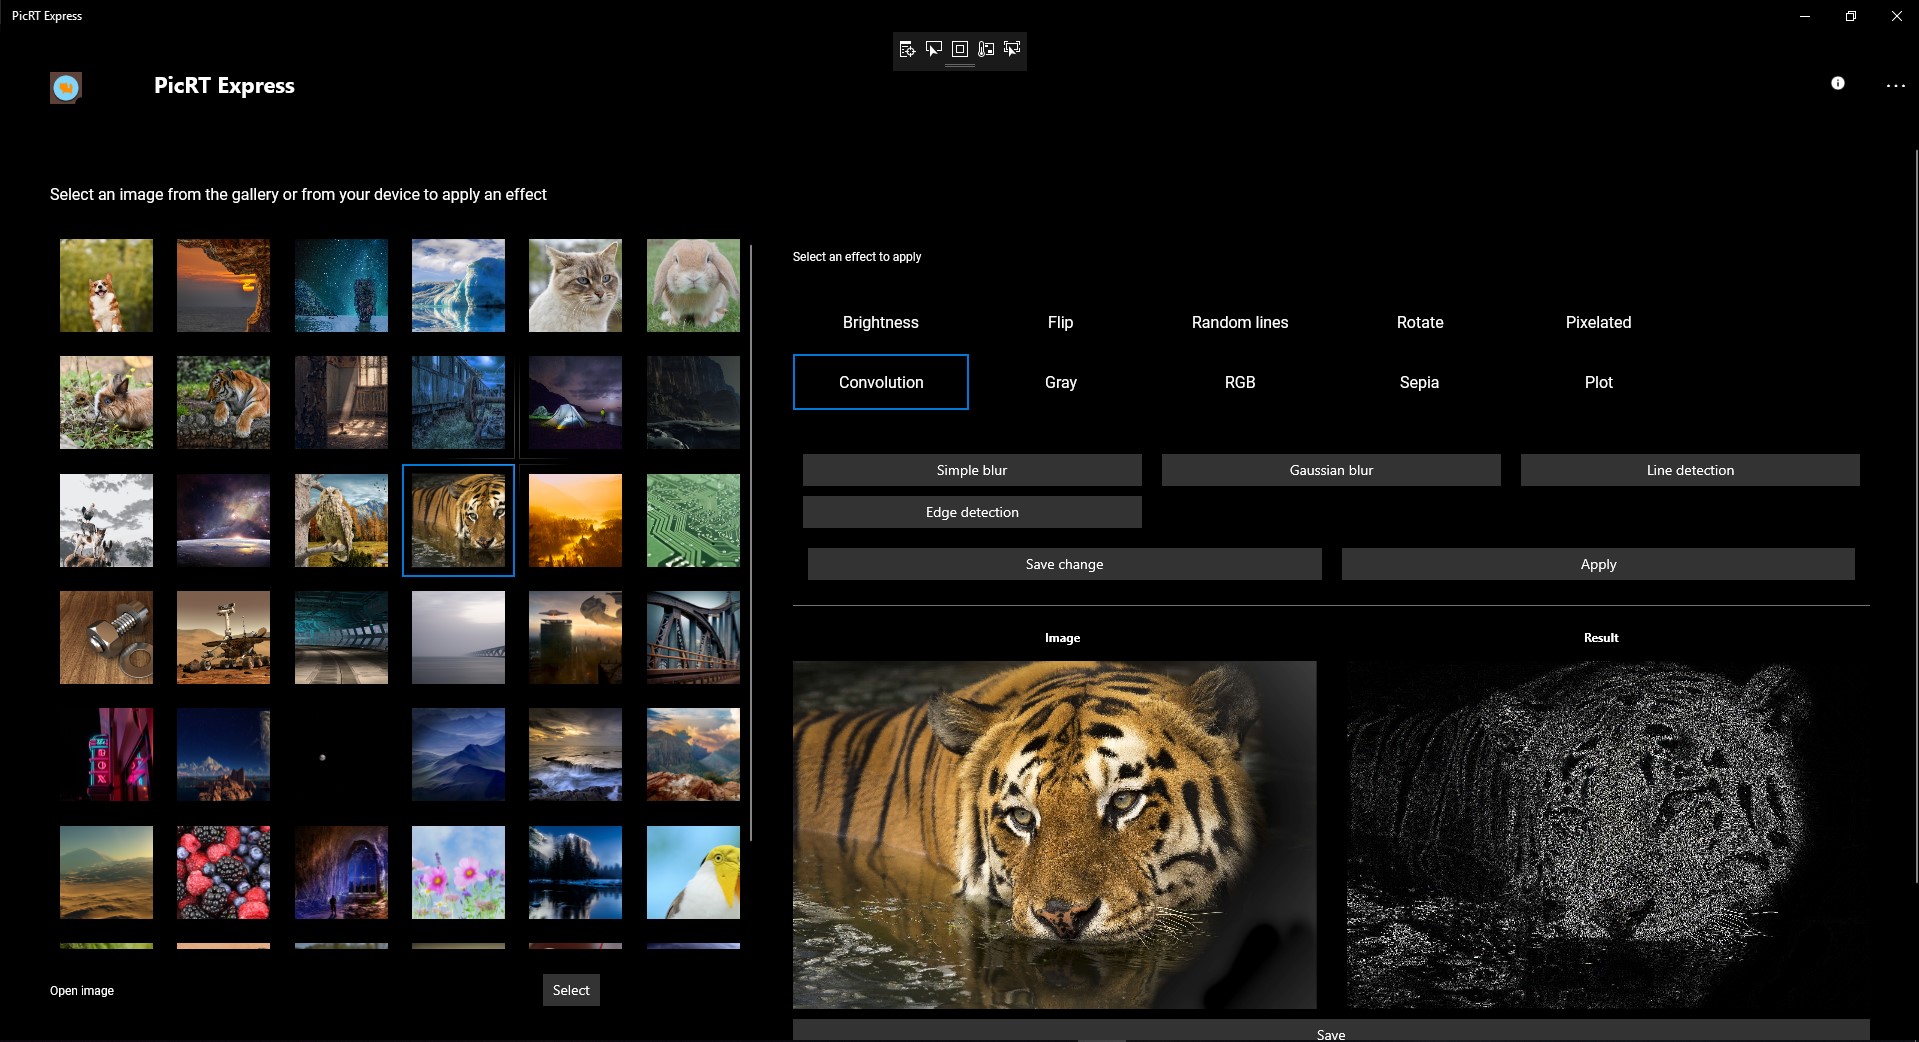 PicRT Express
PicRT Express
Select an image from the gallery or from your device to apply an effect
Select an effect to apply
Brightness Flip Random lines Rotate Pixelated
Convolution Gray RGB Sepia Plot
Simple blur Gaussian blur Line detection
Edge detection
Save change Apply
Image Result
Open image Select
Save